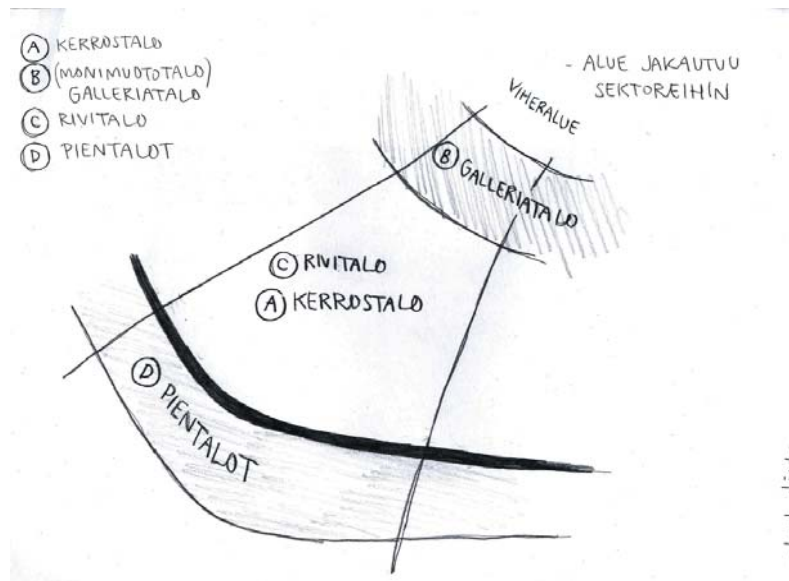 A KERROSTALO
B (MONIMUOTOTALO)
GALLERIATALO
C RIVITALO
D PIENTALOT
- ALUE JAKAUTUU
SEKTOREIHIN
VIHERALUE
B GALLERIATALO
C RIVITALO
A KERROSTALO
D PIENTALOT